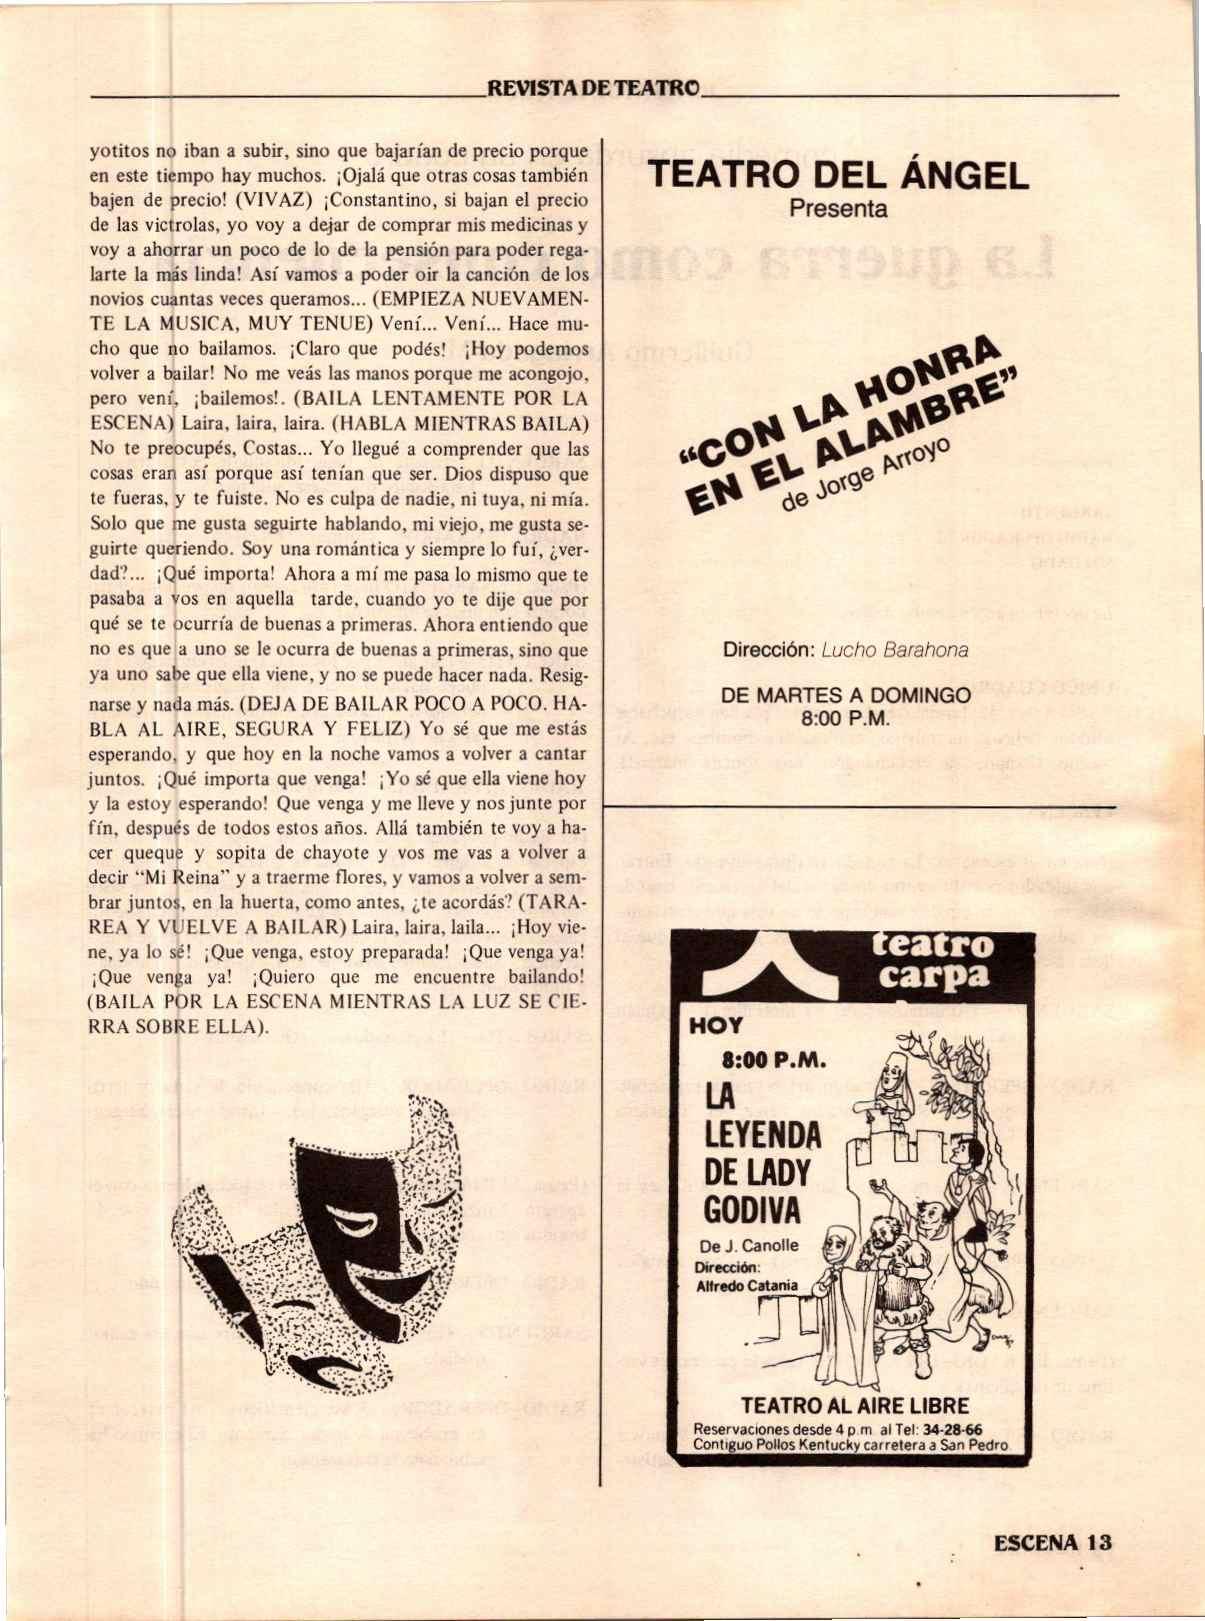 REVISTA DE TEATRO
yotitos no iban a subir, sino que bajarían de precio porque
en este tiempo hay muchos. ¡Ojalá que otras cosas también
bajen de precio! (VIVAZ) ¡Constantino, si bajan el precio
de las victrolas, yo voy a dejar de comprar mis medicinas y
voy a ahorrar un poco de lo de la pensión para poder rega-
larte la más linda! Así vamos a poder oir la canción de los
novios cuantas veces queramos... (EMPIEZA NUEVAMEN-
TE LA MUSICA, MUY TENUE) Vení... Vení... Hace mu-
cho que no bailamos. ¡Claro que podés! ¡Hoy podemos
volver a bailar! No me veás las manos porque me acongojo,
pero vení, ¡bailemos!. (BAILA LENTAMENTE POR LA
ESCENA) Laira, laira, laira. (HABLA MIENTRAS BAILA)
No te preocupés, Costas... Yo llegué a comprender que las
cosas eran así porque así tenían que ser. Dios dispuso que
te fueras, y te fuiste. No es culpa de nadie, ni tuya, ni mía.
Solo que me gusta seguirte hablando, mi viejo, me gusta se-
guirte queriendo. Soy una romántica y siempre lo fuí, ¿ver-
dad?... ¡Qué importa! Ahora a mí me pasa lo mismo que te
pasaba a vos en aquella tarde, cuando yo te dije que por
qué se te ocurría de buenas a primeras. Ahora entiendo que
no es que a uno se le ocurra de buenas a primeras, sino que
ya uno sabe que ella viene, y no se puede hacer nada. Resig-
narse y nada más. (DEJA DE BAILAR POCO A POCO. HA-
BLA AL AIRE, SEGURA Y FELIZ) Yo sé que me estás
esperando, y que hoy en la noche vamos a volver a cantar
juntos. ¡Qué importa que venga! ¡Yo sé que ella viene hoy
y la estoy esperando! Que venga y me lleve y nos junte por
fín, después de todos estos años. Allá también te voy a ha-
cer queque y sopita de chayote y vos me vas a volver a
decir “Mi Reina” y a traerme flores, y vamos a volver a sem-
brar juntos, en la huerta, como antes, ¿te acordás? (TARA-
REA Y VUELVE A BAILAR) Laira, laira, laila... ¡Hoy vie-
ne, ya lo sé! ¡Que venga, estoy preparada! ¡Que venga ya!
¡Que venga ya! ¡Quiero que me encuentre bailando!
(BAILA POR LA ESCENA MIENTRAS LA LUZ SE CIE-
RRA SOBRE ELLA).
TEATRO DEL ÁNGEL
Presenta
“CON LA HONRA
EN EL ALAMBRE”
de Jorge Arroyo
Dirección: Lucho Barahona
DE MARTES A DOMINGO
8:00 P.M.
teatro
carpa
HOY
8:00 P.M.
LA
LEYENDA
DE LADY
GODIVA
De J. Canolle
Dirección:
Alfredo Catania
TEATRO AL AIRE LIBRE
Reservaciones desde 4 p.m. al Tel: 34-28-66
Contiguo Pollos Kentucky carretera a San Pedro
ESCENA 13